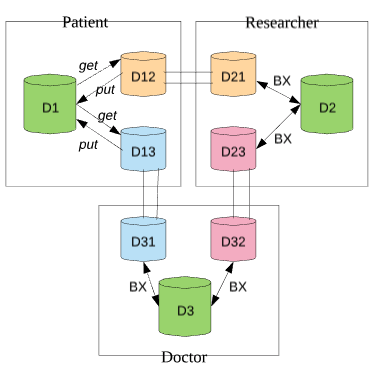 Patient
Researcher
get
put
D1
D12
get
put
D13
D21
BX
D2
BX
D23
D31
D32
BX
BX
D3
Doctor